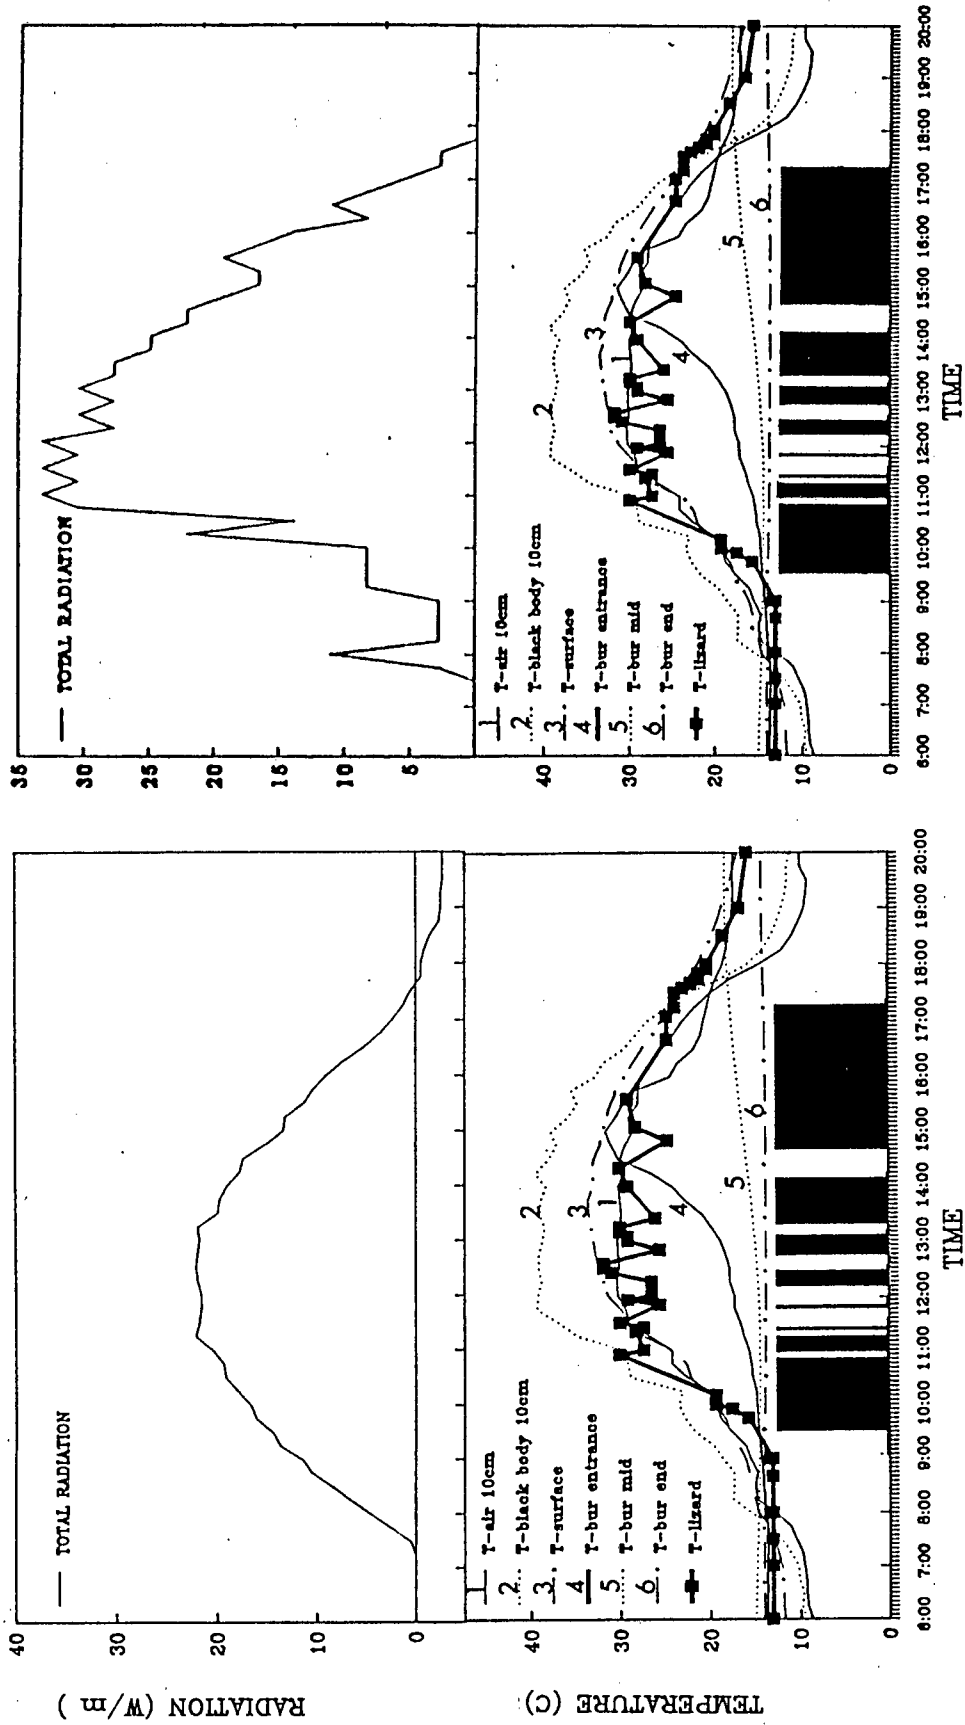 RADIATION (W/m )
40
30
20
10
0
TOTAL RADIATION
35
30
25
20
15
10
5
TOTAL RADIATION
TEMPERATURE (C)
40
30
20
10
0
1 T-air 10cm
2 T-black body 10cm
3 T-surface
4 T-bur entrance
5 T-bur mid
6 T-bur end
T-lizard
2
3
1
4
5
6
6:00 7:00 8:00 9:00 10:00 11:00 12:00 13:00 14:00 15:00 16:00 17:00 18:00 19:00 20:00
TIME
40
30
20
10
0
1 T-air 10cm
2 T-black body 10cm
3 T-surface
4 T-bur entrance
5 T-bur mid
6 T-bur end
T-lizard
2
3
1
4
5
6
6:00 7:00 8:00 9:00 10:00 11:00 12:00 13:00 14:00 15:00 16:00 17:00 18:00 19:00 20:00
TIME